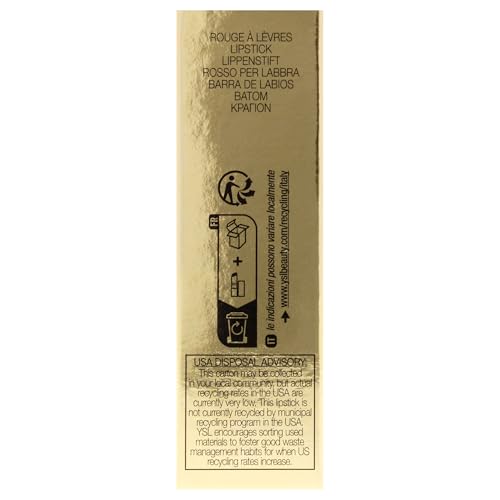 ROUGE À LÈVRES
LIPSTICK
LIPPENSTIFT
ROSSO PER LABBRA
BARRA DE LABIOS
BATOM
ΚΡΑΓΙΟΝ
FR
+
IT le indicazioni possono variare localmente
www.yslbeauty.com/recycling/italy
USA DISPOSAL ADVISORY:
This carton may be collected
in your local community, but actual
recycling rates in the USA are
currently very low. This lipstick is
not currently recycled by municipal
recycling program in the USA.
YSL encourages sorting used
materials to foster good waste
management habits for when US
recycling rates increase.